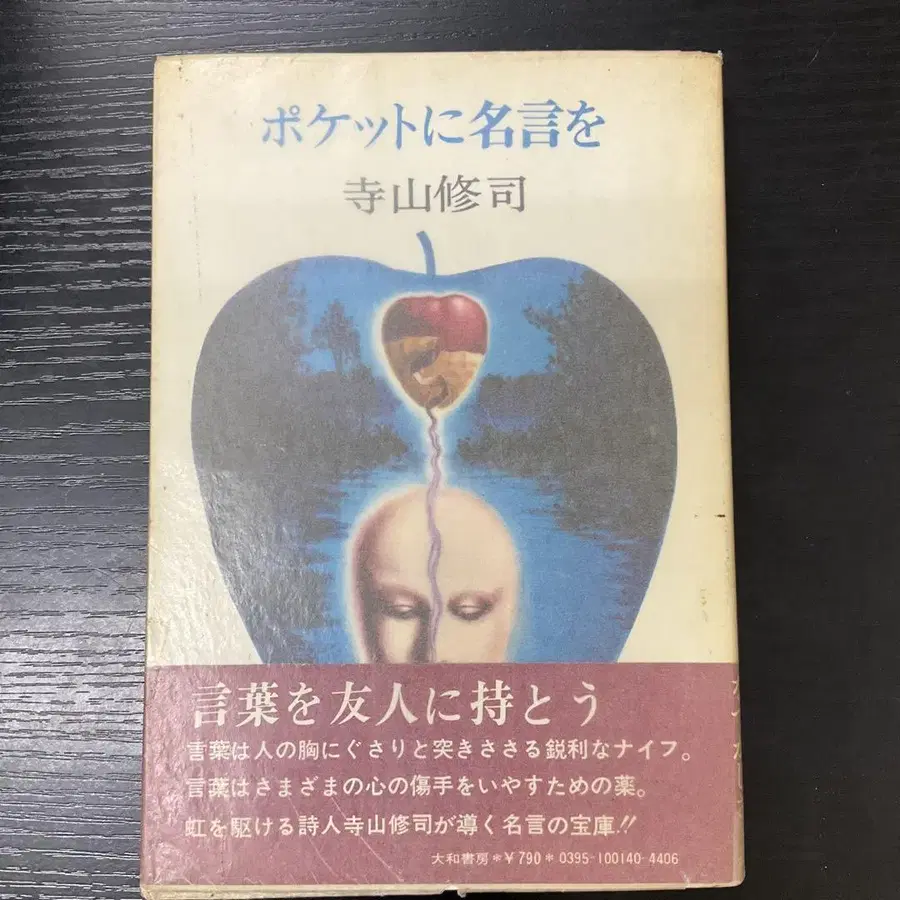 ポケットに名言を
寺山修司
言葉を友人に持とう
言葉は人の胸にぐさりと突きささる鋭利なナイフ。
言葉はさまざまの心の傷手をいやすための薬。
虹を駆ける詩人寺山修司が導く名言の宝庫!!
大和書房*¥790*0395-100140-4406